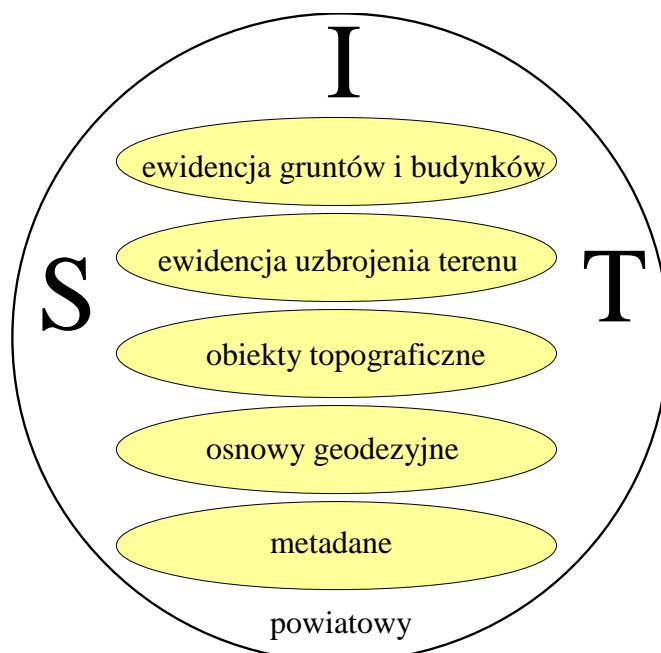 I
ewidencja gruntów i budynków
ewidencja uzbrojenia terenu
S
T
obiekty topograficzne
osnowy geodezyjne
metadane
powiatowy